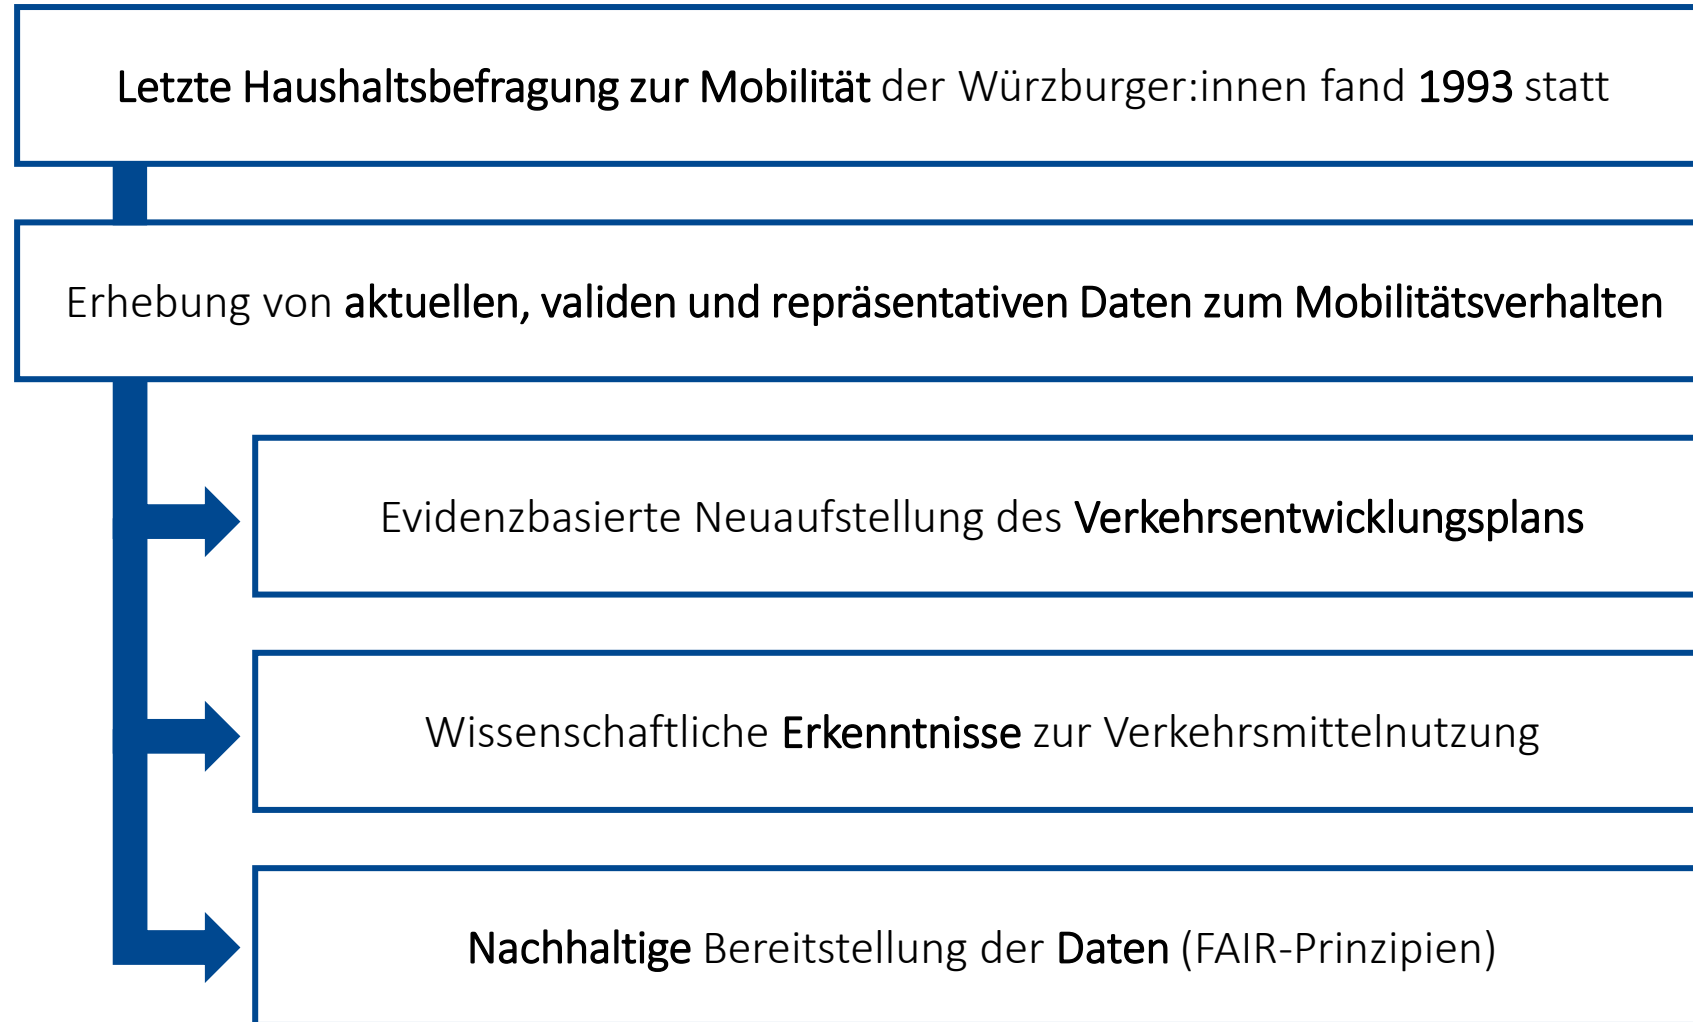 Letzte Haushaltsbefragung zur Mobilität der Würzburger:innen fand 1993 statt
Erhebung von aktuellen, validen und repräsentativen Daten zum Mobilitätsverhalten
Evidenzbasierte Neuaufstellung des Verkehrsentwicklungsplans
Wissenschaftliche Erkenntnisse zur Verkehrsmittelnutzung
Nachhaltige Bereitstellung der Daten (FAIR-Prinzipien)